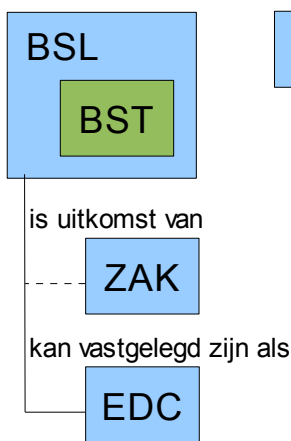 BSL
BST
is uitkomst van
ZAK
kan vastgelegd zijn als
EDC